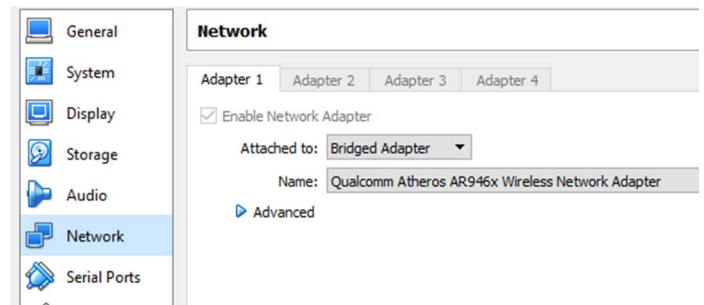 General
System
Display
Storage
Audio
Network
Serial Ports
Network
Adapter 1 Adapter 2 Adapter 3 Adapter 4
Enable Network Adapter
Attached to: Bridged Adapter
Name: Qualcomm Atheros AR946x Wireless Network Adapter
Advanced